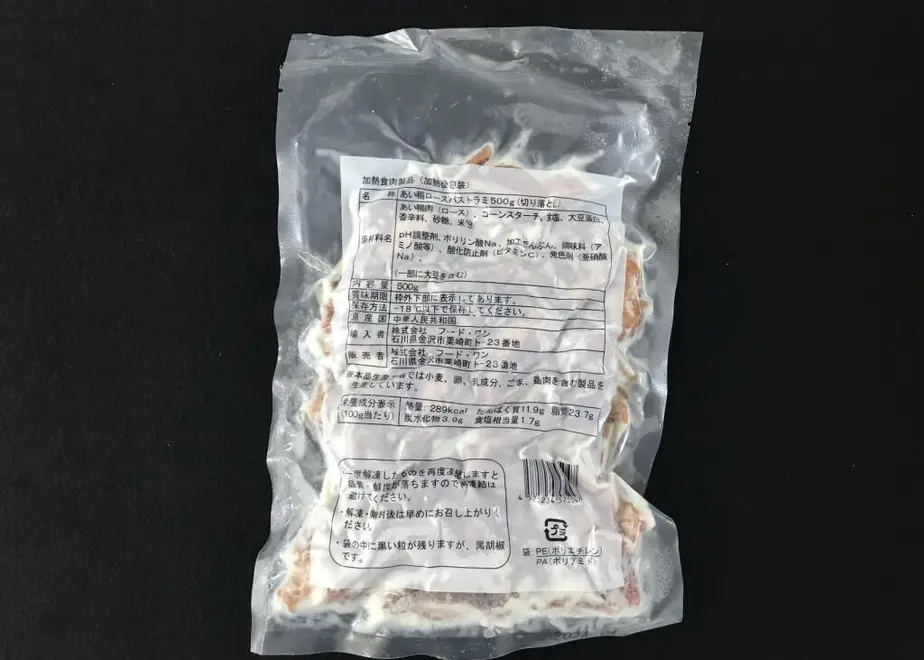 加熱食肉製品（加熱後包装）
名 称 あい鴨ロースパストラミ500g（切り落とし
原材料名 あい鴨肉（ロース）、コーンスターチ、食塩、大豆蛋白
香辛料、砂糖、米
pH調整剤、ポリリン酸Na、加工でんぷん、調味料（ア
ミノ酸等）、酸化防止剤（ビタミンC）、発色剤（亜硝酸
Na）、
（一部に大豆を含む）
内 容 量 500g
賞味期限 枠外下部に表示してあります。
保存方法 -18℃以下で保存してください。
原 産 国 中華人民共和国
輸 入 者 株式会社 フード・ワン
石川県金沢市粟崎町ト-23番地
販 売 者 株式会社 フード・ワン
石川県金沢市粟崎町ト-23番地
※本品生産工場では小麦、卵、乳成分、ごま、鶏肉を含む製品を
生産しています。
栄養成分表示 熱量:289kcal たんぱく質11.9g 脂質23.7g
(100g当たり) 炭水化物3.9g 食塩相当量1.7g
・一度解凍したものを再度凍結しますと
品質・鮮度が落ちますので再凍結は
避けてください。
・解凍・開封後は早めにお召し上がりく
ださい。
・袋の中に黒い粒が残りますが、黒胡椒
です。
プラ
袋:PE(ポリエチレン)
PA(ポリアミド)